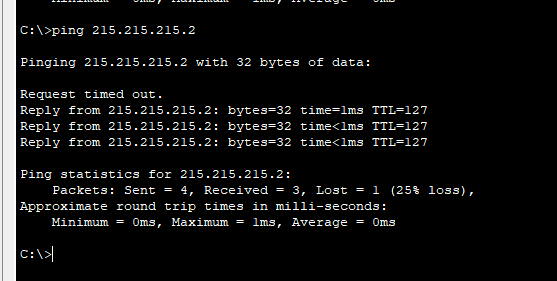 C:\>ping 215.215.215.2
Pinging 215.215.215.2 with 32 bytes of data:
Request timed out.
Reply from 215.215.215.2: bytes=32 time=1ms TTL=127
Reply from 215.215.215.2: bytes=32 time<1ms TTL=127
Reply from 215.215.215.2: bytes=32 time<1ms TTL=127
Ping statistics for 215.215.215.2:
    Packets: Sent = 4, Received = 3, Lost = 1 (25% loss),
Approximate round trip times in milli-seconds:
    Minimum = 0ms, Maximum = 1ms, Average = 0ms
C:\>